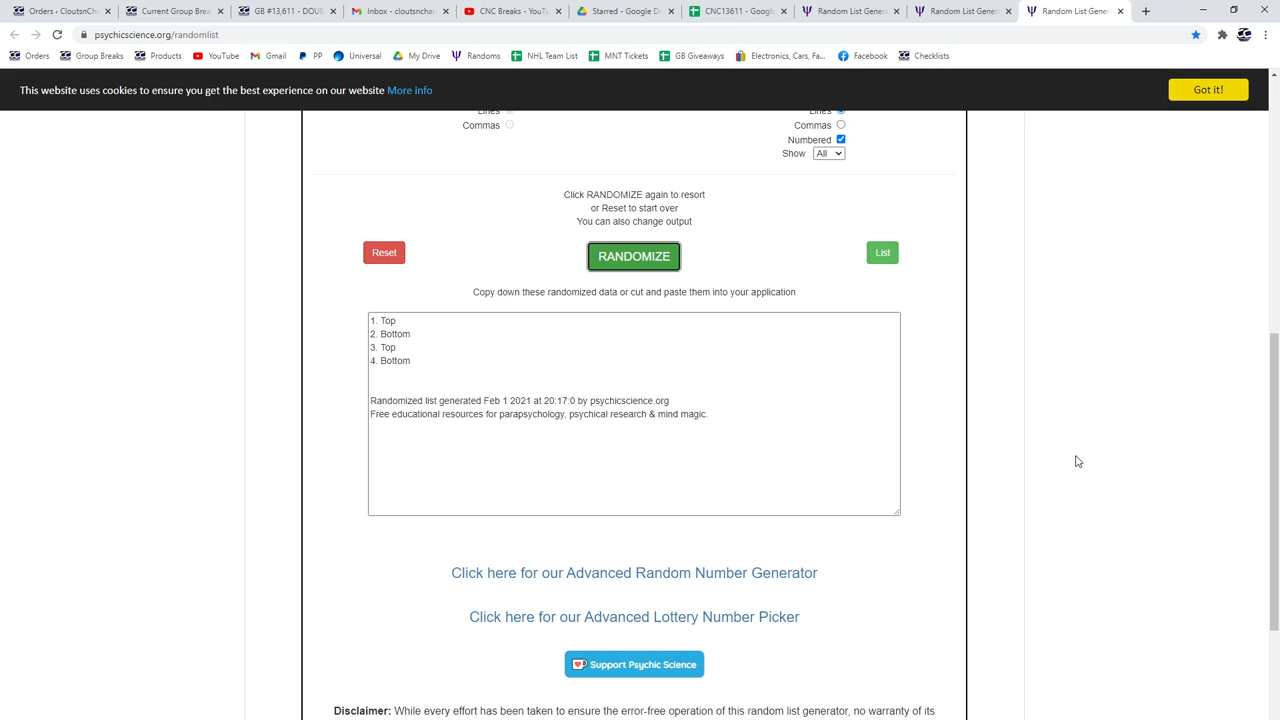 Orders ‹ CloutsnCha
Current Group Brea
GB #13,611 - DOUB
Inbox - cloutsnchar
CNC Breaks - YouTu
Starred - Google Dr
CNC13611 - Google
Random List Genera
Random List Genera
Random List Genera
psychicscience.org/randomlist
Orders
Group Breaks
Products
YouTube
Gmail
PP
Universal
My Drive
Randoms
NHL Team List
MNT Tickets
GB Giveaways
Electronics, Cars, Fa...
Facebook
Checklists
This website uses cookies to ensure you get the best experience on our website More info
Got it!
Lines
Lines
Commas
Commas
Numbered
Show All
Click RANDOMIZE again to resort
or Reset to start over
You can also change output
Reset
RANDOMIZE
List
Copy down these randomized data or cut and paste them into your application
1. Top
2. Bottom
3. Top
4. Bottom
Randomized list generated Feb 1 2021 at 20:17:0 by psychicscience.org
Free educational resources for parapsychology, psychical research & mind magic.
Click here for our Advanced Random Number Generator
Click here for our Advanced Lottery Number Picker
Support Psychic Science
Disclaimer: While every effort has been taken to ensure the error-free operation of this random list generator, no warranty of its